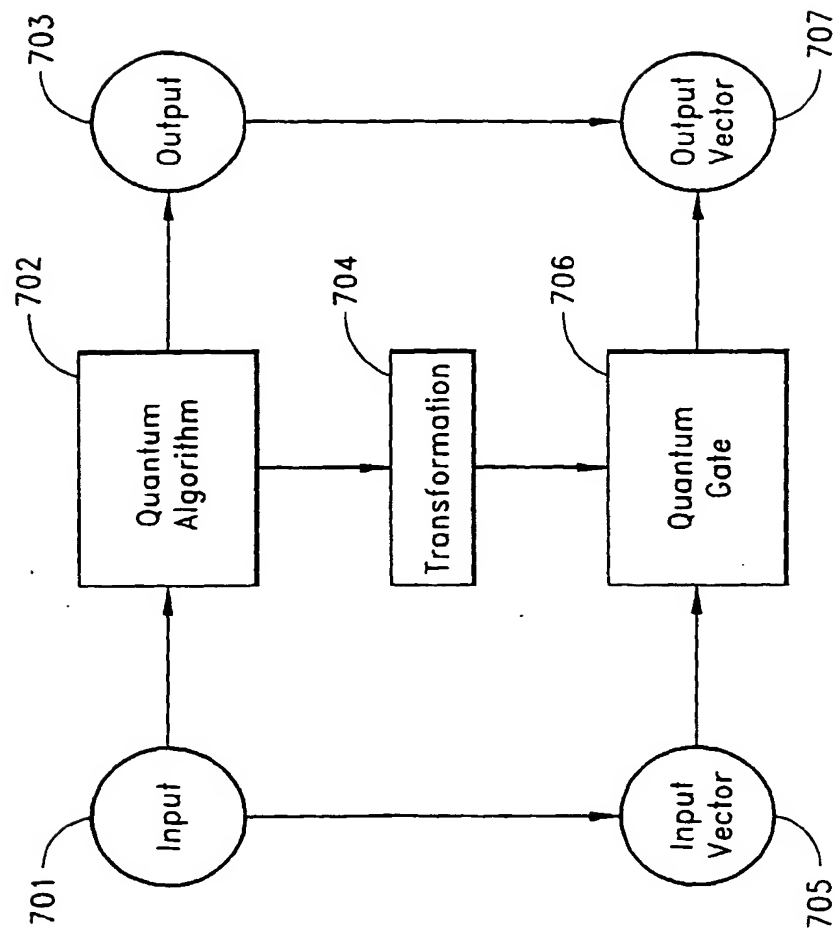 701
Input
702
Quantum
Algorithm
703
Output
704
Transformation
705
Input
Vector
706
Quantum
Gate
707
Output
Vector